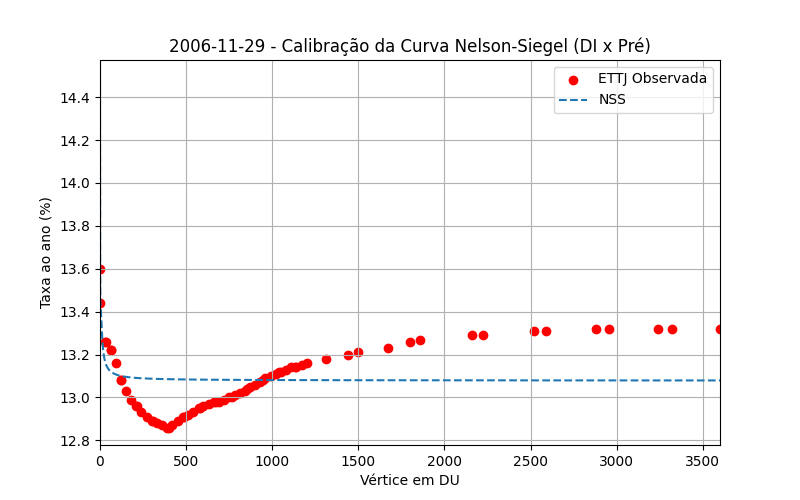 2006-11-29 - Calibração da Curva Nelson-Siegel (DI x Pré)
ETTJ Observada
NSS
Taxa ao ano (%)
14.4
14.2
14.0
13.8
13.6
13.4
13.2
13.0
12.8
0 500 1000 1500 2000 2500 3000 3500
Vértice em DU